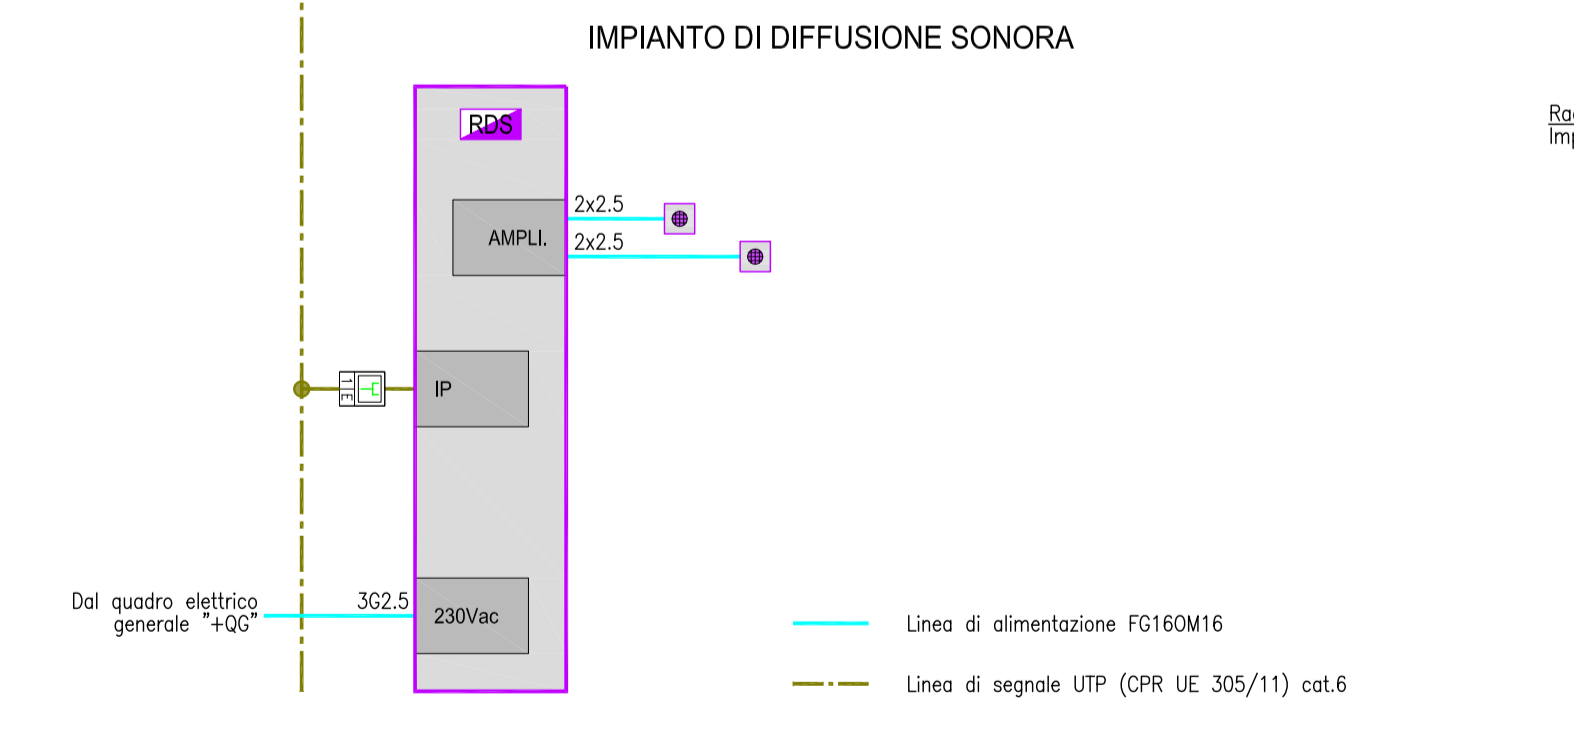 IMPIANTO DI DIFFUSIONE SONORA
RDS
2x2.5
AMPLI.
2x2.5
1 E
IP
Dal quadro elettrico
generale "+QG"
3G2.5
230Vac
Linea di alimentazione FG16OM16
Linea di segnale UTP (CPR UE 305/11) cat.6